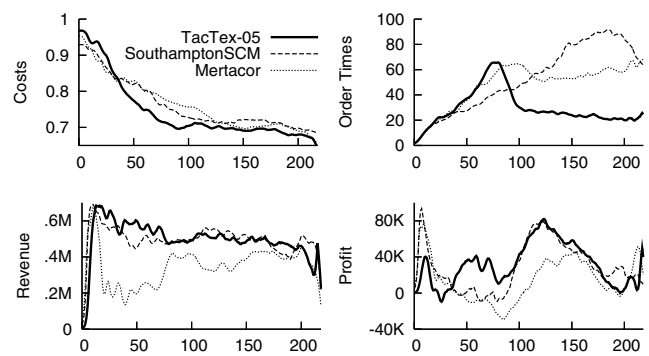 Costs
1
0.9
0.8
0.7
0 50 100 150 200
TacTex-05
SouthamptonSCM
Mertacor
Order Times
100
80
60
40
20
0
0 50 100 150 200
Revenue
.6M
.4M
.2M
0
0 50 100 150 200
Profit
80K
40K
0
-40K
0 50 100 150 200